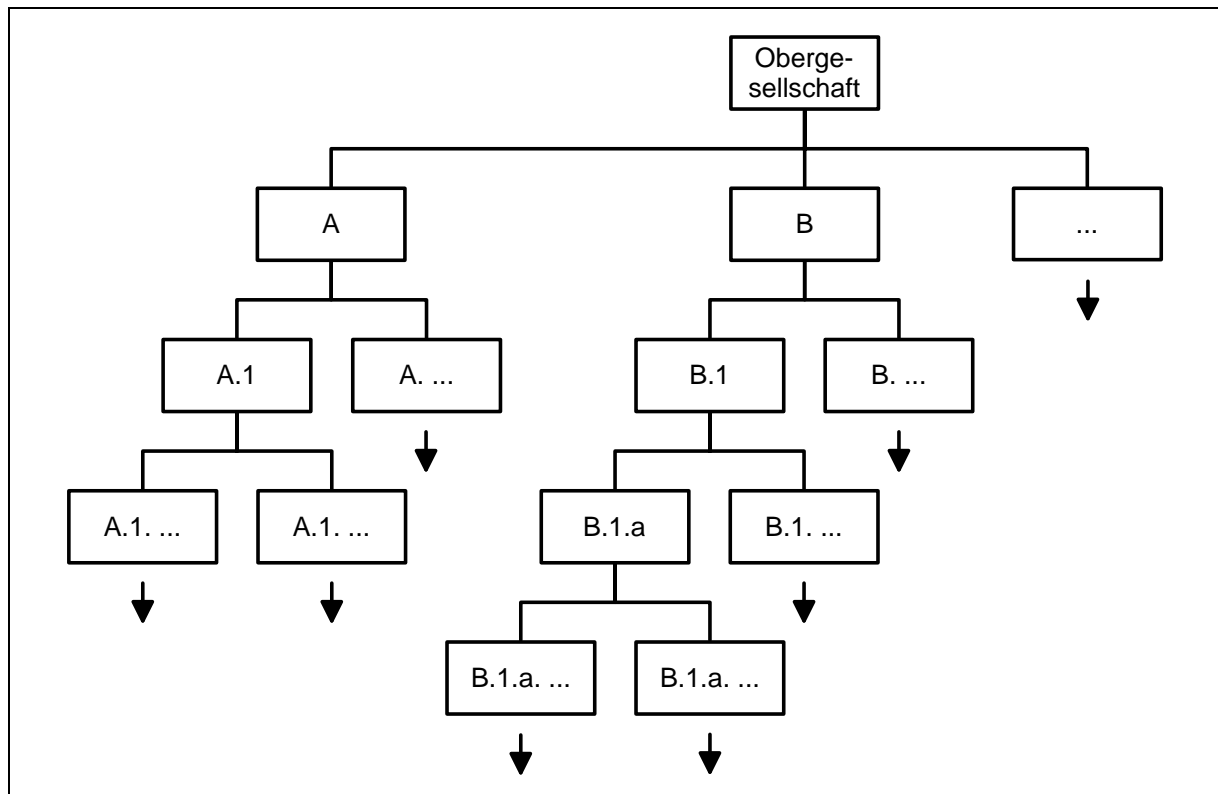 Oberge-
sellschaft
A
B
...
A.1
A. ...
B.1
B. ...
A.1. ...
A.1. ...
B.1.a
B.1. ...
B.1.a. ...
B.1.a. ...